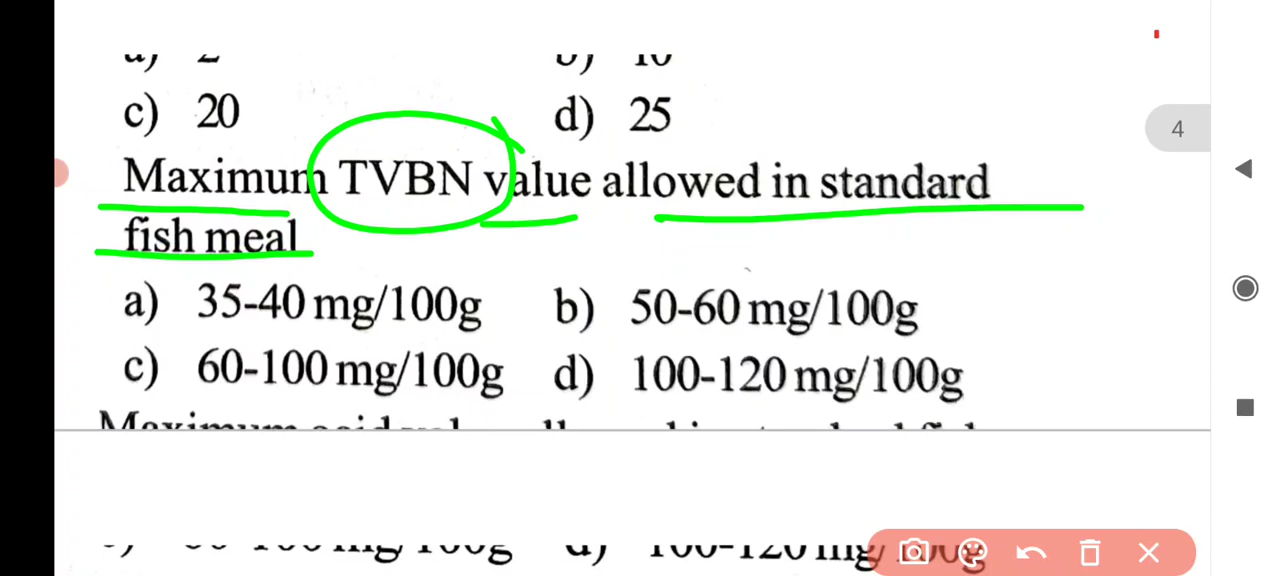 c) 20 d) 25
Maximum TVBN value allowed in standard
fish meal
a) 35-40 mg/100g b) 50-60 mg/100g
c) 60-100 mg/100g d) 100-120 mg/100g
4